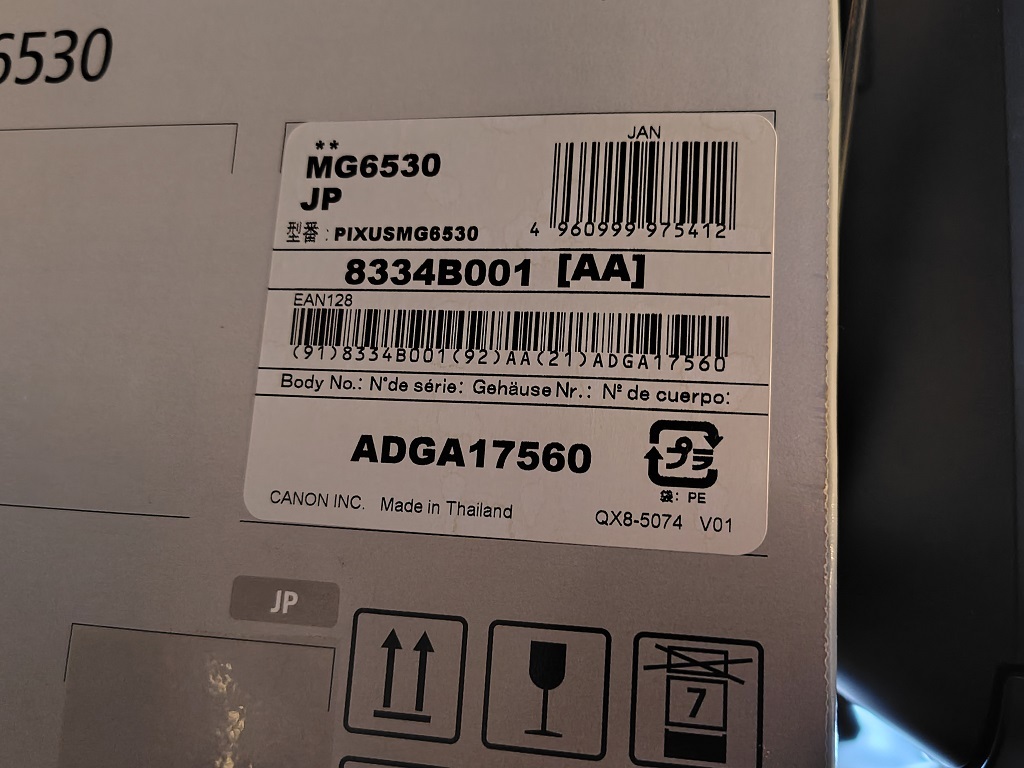 6530
**
MG6530
JP
型番 : PIXUSMG6530
JAN
4 960999 975412
8334B001 [AA]
EAN128
(91)8334B001(92)AA(21)ADGA17560
Body No.: N°de série: Gehäuse Nr.: Nº de cuerpo:
ADGA17560
プラ
袋: PE
CANON INC. Made in Thailand
QX8-5074 V01
JP
7